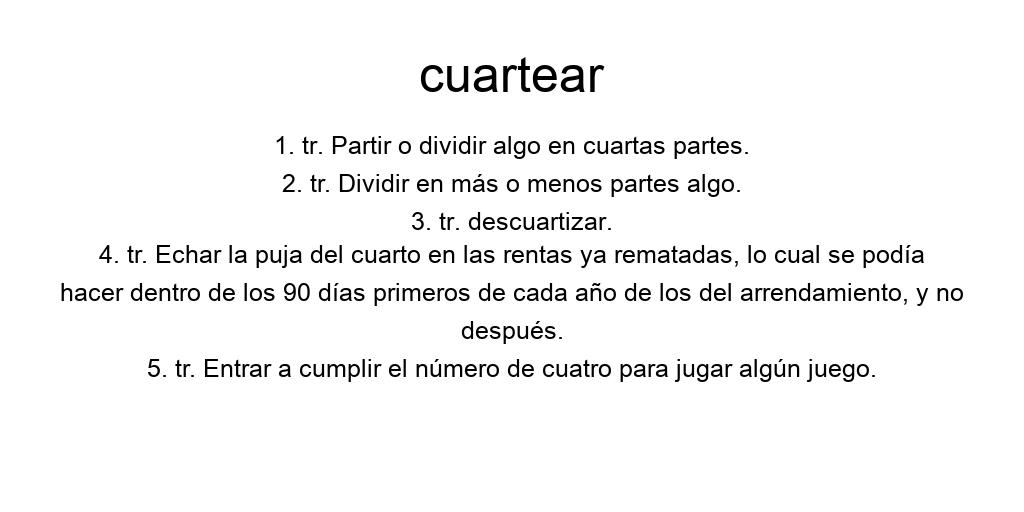 cuartear
1. tr. Partir o dividir algo en cuartas partes.
2. tr. Dividir en más o menos partes algo.
3. tr. descuartizar.
4. tr. Echar la puja del cuarto en las rentas ya rematadas, lo cual se podía
hacer dentro de los 90 días primeros de cada año de los del arrendamiento, y no
después.
5. tr. Entrar a cumplir el número de cuatro para jugar algún juego.